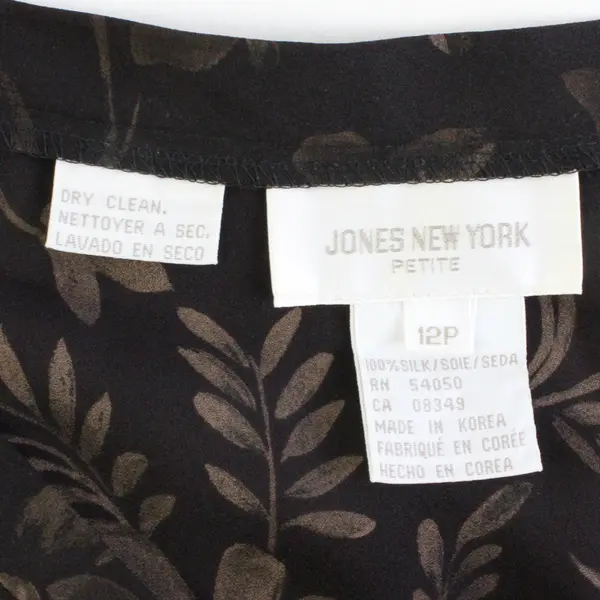 DRY CLEAN.
NETTOYER A SEC.
LAVADO EN SECO
JONES NEW YORK
PETITE
12P
100%SILK/SOIE/SEDA
RN 54050
CA 08349
MADE IN KOREA
FABRIQUÉ EN CORÉE
HECHO EN COREA